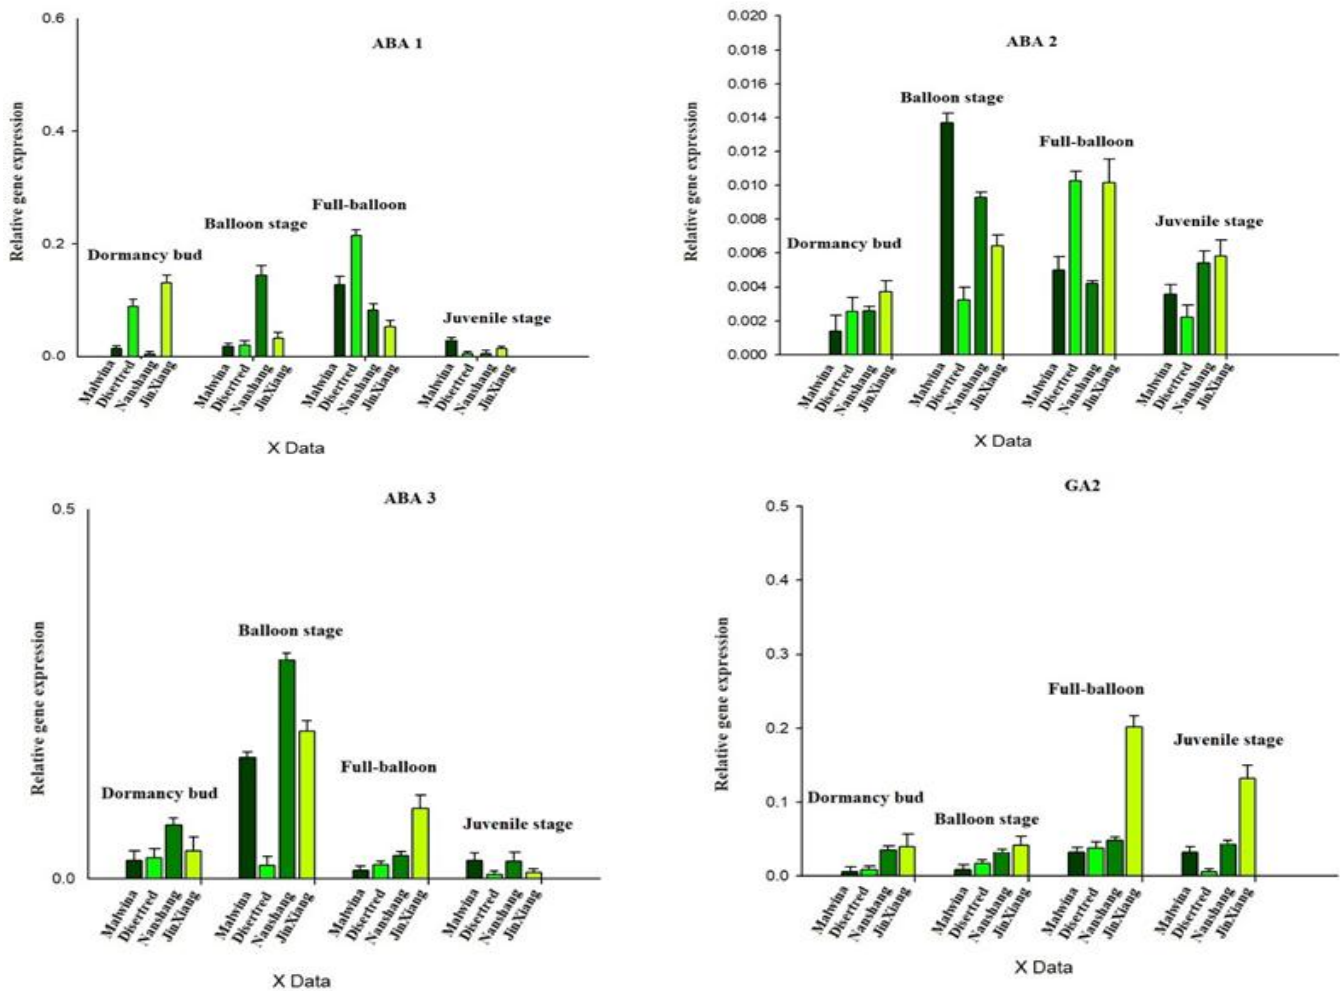 ABA 1
Relative gene expression
0.6
0.4
0.2
0.0
Dormancy bud
Balloon stage
Full-balloon
Juvenile stage
Malwina
Disertred
Nanshang
JinXiang
Malwina
Disertred
Nanshang
JinXiang
Malwina
Disertred
Nanshang
JinXiang
Malwina
Disertred
Nanshang
JinXiang
X Data
ABA 2
Relative gene expression
0.020
0.018
0.016
0.014
0.012
0.010
0.008
0.006
0.004
0.002
0.000
Dormancy bud
Balloon stage
Full-balloon
Juvenile stage
Malwina
Disertred
Nanshang
JinXiang
Malwina
Disertred
Nanshang
JinXiang
Malwina
Disertred
Nanshang
JinXiang
Malwina
Disertred
Nanshang
JinXiang
X Data
ABA 3
Relative gene expression
0.5
0.0
Dormancy bud
Balloon stage
Full-balloon
Juvenile stage
Malwina
Disertred
Nanshang
JinXiang
Malwina
Disertred
Nanshang
JinXiang
Malwina
Disertred
Nanshang
JinXiang
Malwina
Disertred
Nanshang
JinXiang
X Data
GA2
Relative gene expression
0.5
0.4
0.3
0.2
0.1
0.0
Dormancy bud
Balloon stage
Full-balloon
Juvenile stage
Malwina
Disertred
Nanshang
JinXiang
Malwina
Disertred
Nanshang
JinXiang
Malwina
Disertred
Nanshang
JinXiang
Malwina
Disertred
Nanshang
JinXiang
X Data